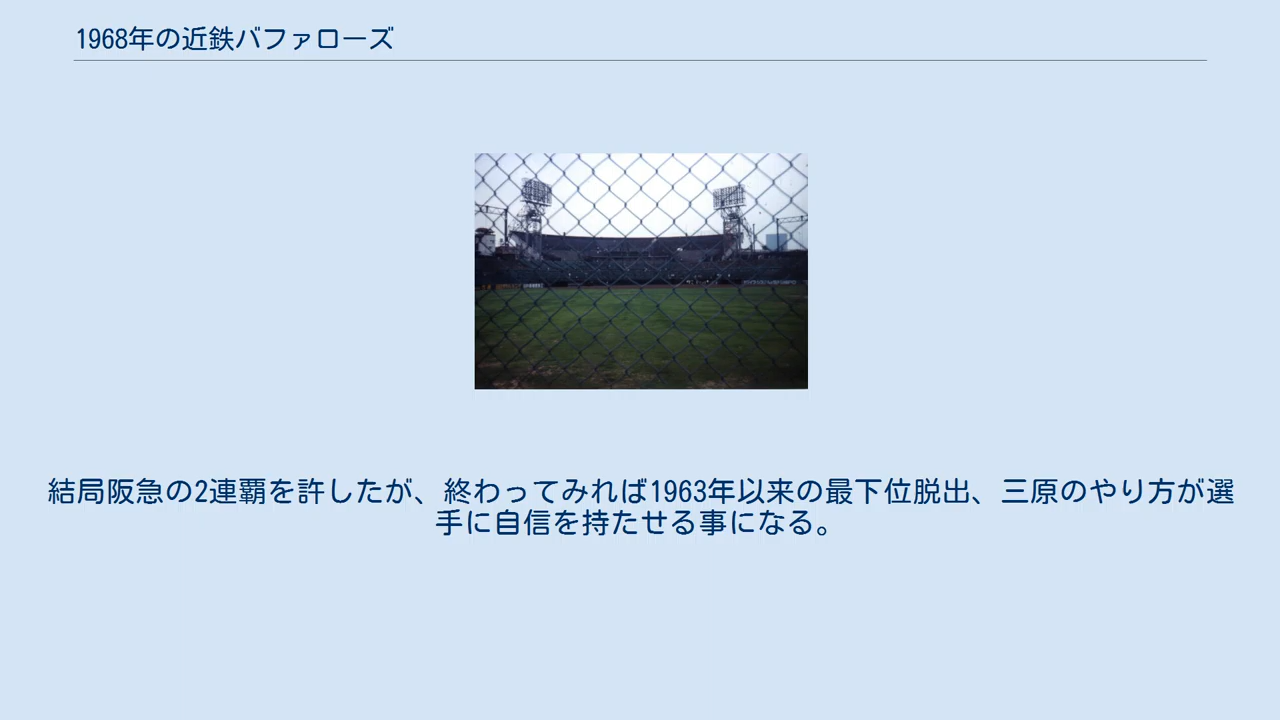 1968年の近鉄バファローズ
結局阪急の2連覇を許したが、終わってみれば1963年以来の最下位脱出、三原のやり方が選
手に自信を持たせる事になる。